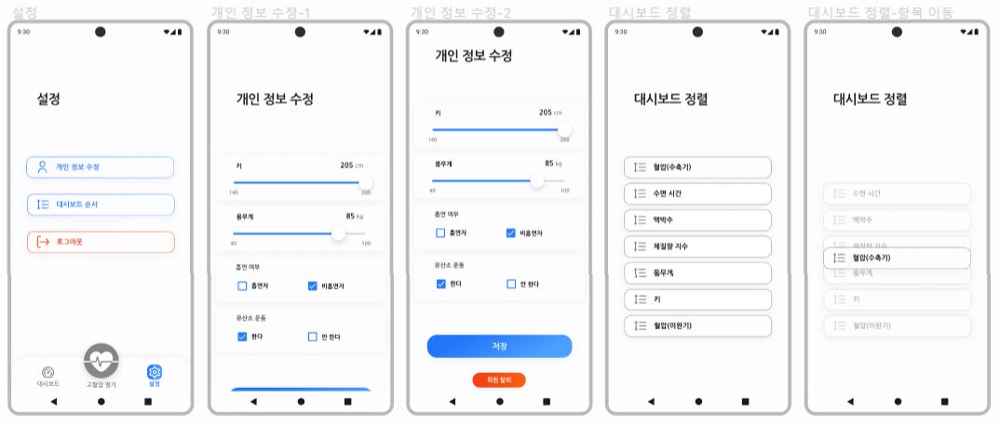 설정
9:30
설정
개인 정보 수정
대시보드 순서
로그아웃
대시보드
고혈압 평가
설정
개인 정보 수정-1
9:30
개인 정보 수정
키 205 cm
140 200
몸무게 85 kg
40 100
흡연 여부
흡연자 비흡연자
유산소 운동
한다 안 한다
개인 정보 수정-2
9:30
개인 정보 수정
키 205 cm
140 200
몸무게 85 kg
40 100
흡연 여부
흡연자 비흡연자
유산소 운동
한다 안 한다
저장
회원 탈퇴
대시보드 정렬
9:30
대시보드 정렬
혈압(수축기)
수면 시간
맥박수
체질량 지수
몸무게
키
혈압(이완기)
대시보드 정렬-항목 이동
9:30
대시보드 정렬
수면 시간
맥박수
체질량 지수
혈압(수축기)
몸무게
키
혈압(이완기)